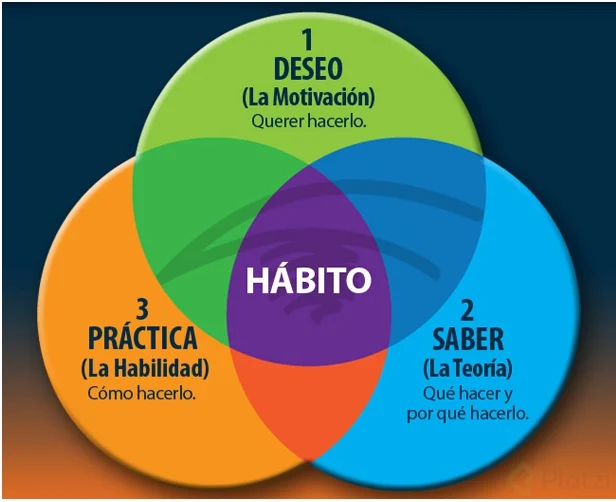 1
DESEO
(La Motivación)
Querer hacerlo.
HÁBITO
3
PRÁCTICA
(La Habilidad)
Cómo hacerlo.
2
SABER
(La Teoría)
Qué hacer y
por qué hacerlo.